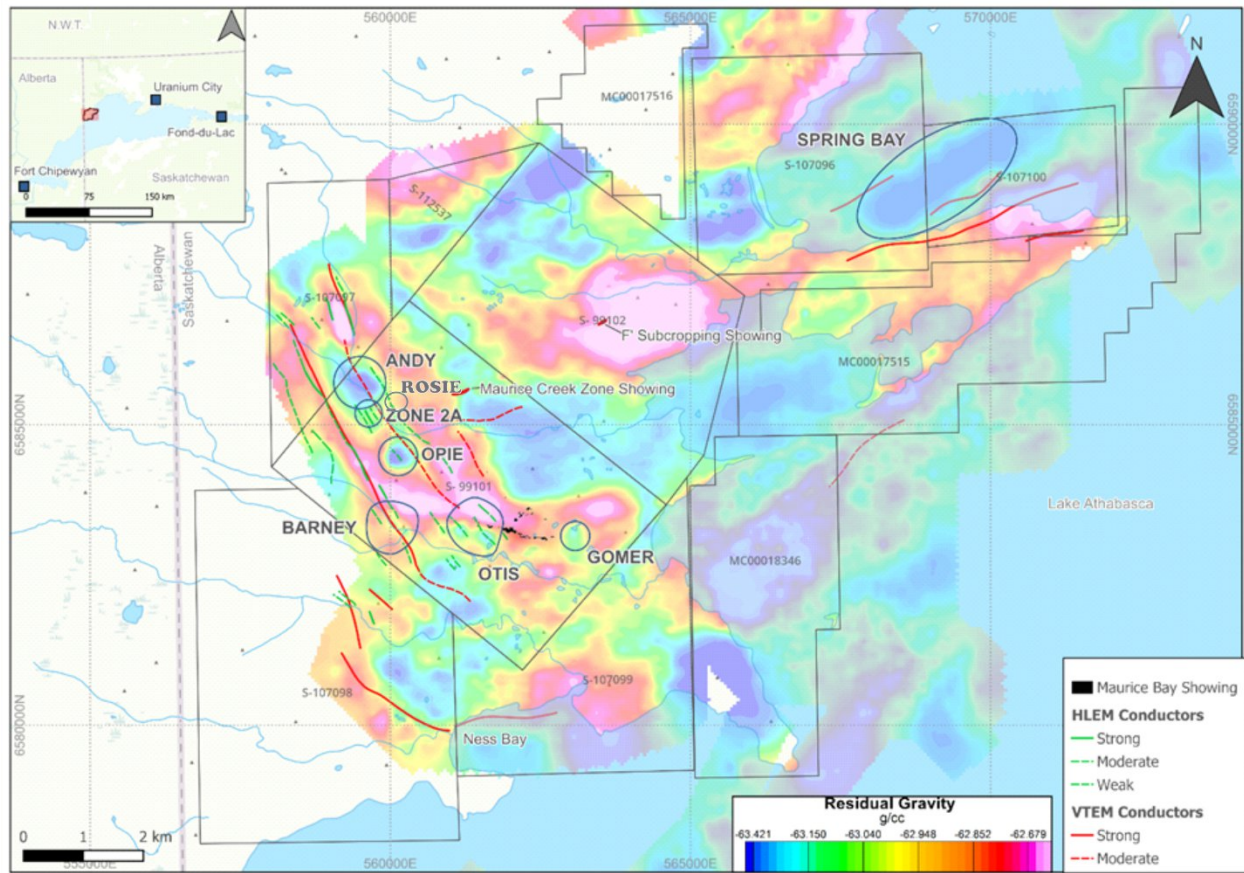 N.W.T.
Alberta
Uranium City
Fond-du-Lac
Fort Chipewyan
Saskatchewan
0 75 150 km
560000E
565000E
570000E
N
6590000N
MC00017516
SPRING BAY
S-107096
S-107100
S-112537
Alberta
Saskatchewan
S-107097
S- 99102
F' Subcropping Showing
MC00017515
ANDY
ROSIE
Maurice Creek Zone Showing
ZONE 2A
6585000N
6585000N
OPIE
S- 99101
Lake Athabasca
BARNEY
OTIS
GOMER
MC00018346
S-107098
S-107099
6580000N
Ness Bay
0 1 2 km
555000E
560000E
565000E
Residual Gravity
g/cc
-63.421 -63.150 -63.040 -62.948 -62.852 -62.679
Maurice Bay Showing
HLEM Conductors
Strong
Moderate
Weak
VTEM Conductors
Strong
Moderate